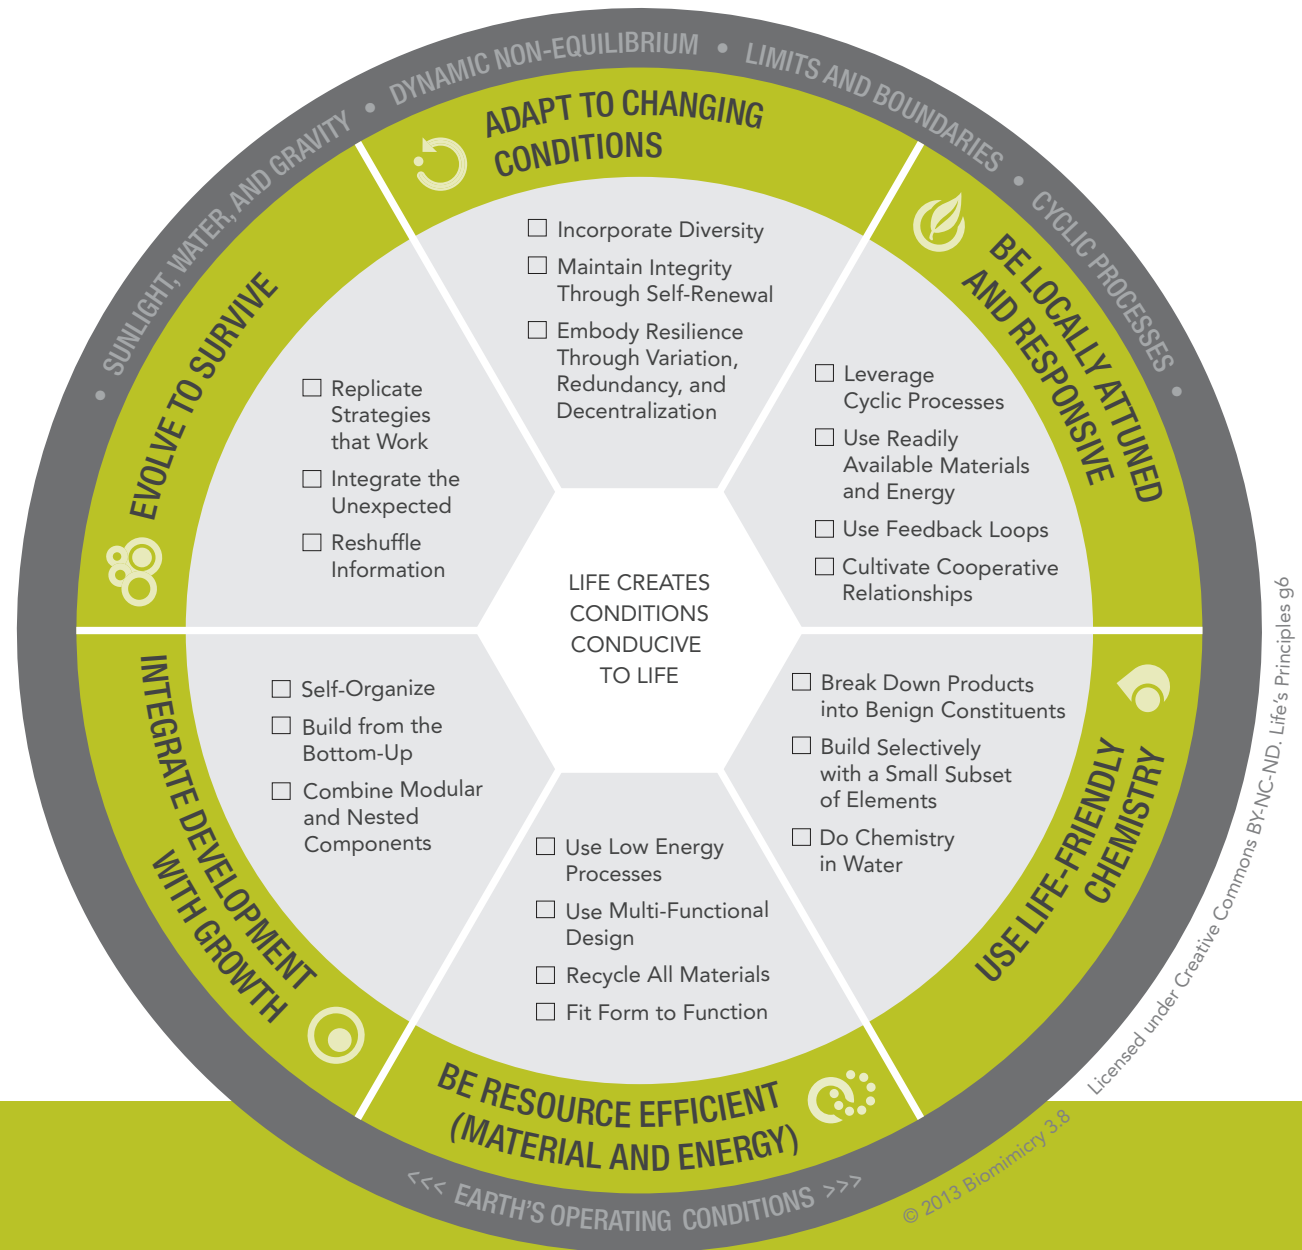 • SUNLIGHT, WATER, AND GRAVITY • DYNAMIC NON-EQUILIBRIUM • LIMITS AND BOUNDARIES • CYCLIC PROCESSES •
ADAPT TO CHANGING
CONDITIONS
Incorporate Diversity
Maintain Integrity
Through Self-Renewal
Embody Resilience
Through Variation,
Redundancy, and
Decentralization
BE LOCALLY ATTUNED
AND RESPONSIVE
Leverage
Cyclic Processes
Use Readily
Available Materials
and Energy
Use Feedback Loops
Cultivate Cooperative
Relationships
USE LIFE-FRIENDLY
CHEMISTRY
Break Down Products
into Benign Constituents
Build Selectively
with a Small Subset
of Elements
Do Chemistry
in Water
BE RESOURCE EFFICIENT
(MATERIAL AND ENERGY)
Use Low Energy
Processes
Use Multi-Functional
Design
Recycle All Materials
Fit Form to Function
INTEGRATE DEVELOPMENT
WITH GROWTH
Self-Organize
Build from the
Bottom-Up
Combine Modular
and Nested
Components
EVOLVE TO SURVIVE
Replicate
Strategies
that Work
Integrate the
Unexpected
Reshuffle
Information
LIFE CREATES
CONDITIONS
CONDUCIVE
TO LIFE
<<< EARTH'S OPERATING CONDITIONS >>>
© 2013 Biomimicry 3.8 Licensed under Creative Commons BY-NC-ND. Life's Principles g6